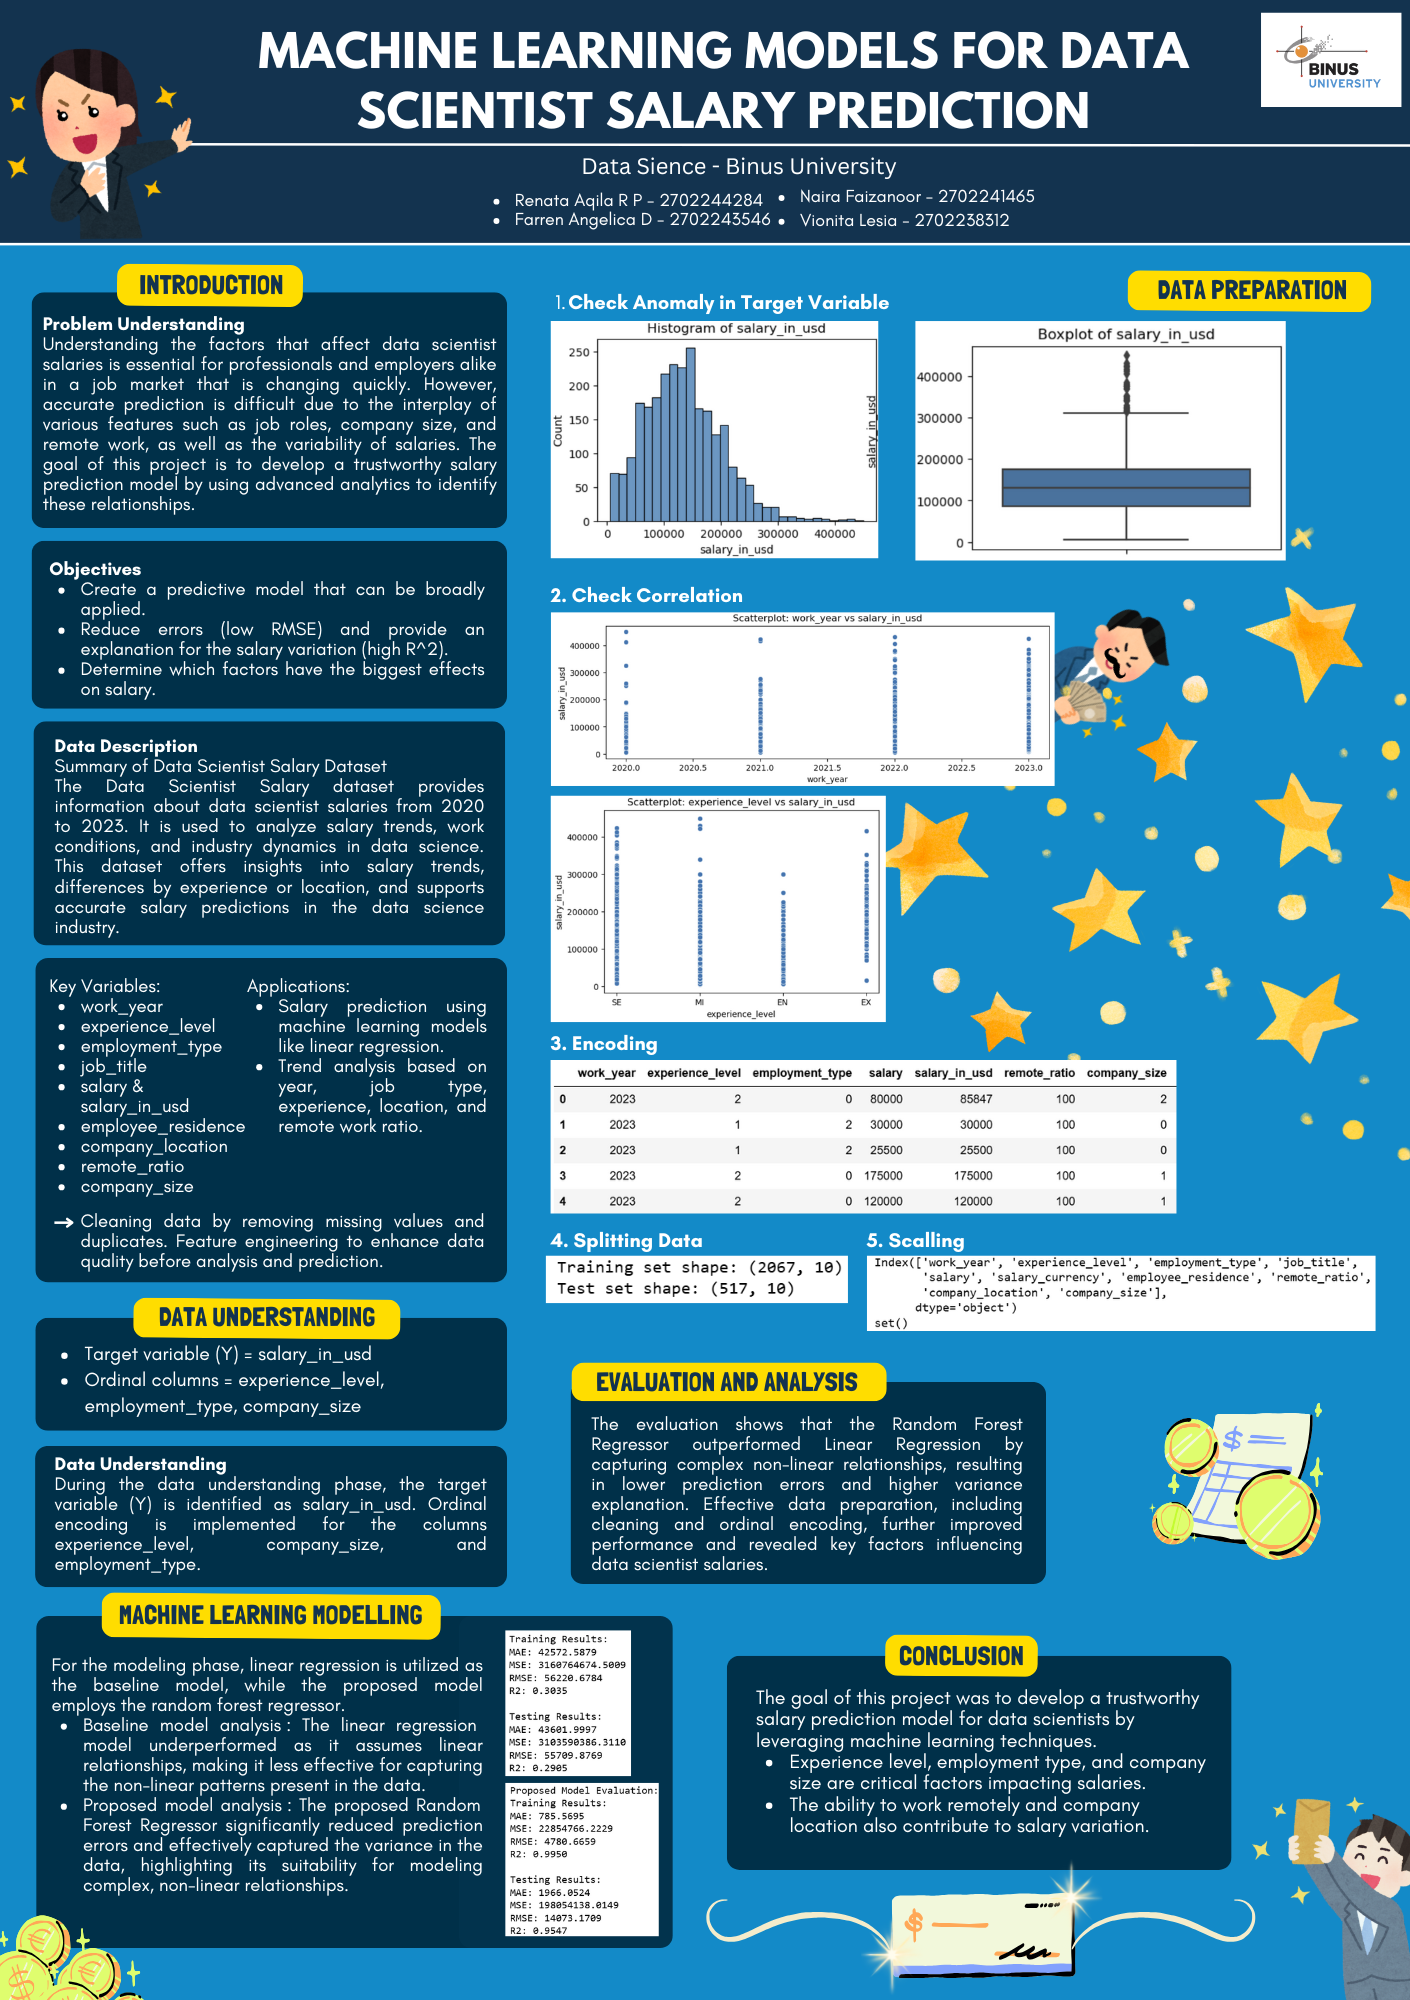 MACHINE LEARNING MODELS FOR DATA
SCIENTIST SALARY PREDICTION
BINUS
UNIVERSITY
Data Sience - Binus University
• Renata Aqila R P - 2702244284
• Farren Angelica D - 2702243546
• Naira Faizanoor - 2702241465
• Vionita Lesia - 2702238312
INTRODUCTION
Problem Understanding
Understanding the factors that affect data scientist
salaries is essential for professionals and employers alike
in a job market that is changing quickly. However,
accurate prediction is difficult due to the interplay of
various features such as job roles, company size, and
remote work, as well as the variability of salaries. The
goal of this project is to develop a trustworthy salary
prediction model by using advanced analytics to identify
these relationships.
Objectives
• Create a predictive model that can be broadly
applied.
• Reduce errors (low RMSE) and provide an
explanation for the salary variation (high R^2).
• Determine which factors have the biggest effects
on salary.
Data Description
Summary of Data Scientist Salary Dataset
The Data Scientist Salary dataset provides
information about data scientist salaries from 2020
to 2023. It is used to analyze salary trends, work
conditions, and industry dynamics in data science.
This dataset offers insights into salary trends,
differences by experience or location, and supports
accurate salary predictions in the data science
industry.
Key Variables:
• work_year
• experience_level
• employment_type
• job_title
• salary &
salary_in_usd
• employee_residence
• company_location
• remote_ratio
• company_size
Applications:
• Salary prediction using
machine learning models
like linear regression.
• Trend analysis based on
year, job type,
experience, location, and
remote work ratio.
→ Cleaning data by removing missing values and
duplicates. Feature engineering to enhance data
quality before analysis and prediction.
DATA UNDERSTANDING
• Target variable (Y) = salary_in_usd
• Ordinal columns = experience_level,
employment_type, company_size
Data Understanding
During the data understanding phase, the target
variable (Y) is identified as salary_in_usd. Ordinal
encoding is implemented for the columns
experience_level, company_size, and
employment_type.
MACHINE LEARNING MODELLING
For the modeling phase, linear regression is utilized as
the baseline model, while the proposed model
employs the random forest regressor.
• Baseline model analysis : The linear regression
model underperformed as it assumes linear
relationships, making it less effective for capturing
the non-linear patterns present in the data.
• Proposed model analysis : The proposed Random
Forest Regressor significantly reduced prediction
errors and effectively captured the variance in the
data, highlighting its suitability for modeling
complex, non-linear relationships.
Training Results:
MAE: 42572.5879
MSE: 3160764674.5009
RMSE: 56220.6784
R2: 0.3035
Testing Results:
MAE: 43601.9997
MSE: 3103590386.3110
RMSE: 55709.8769
R2: 0.2905
Proposed Model Evaluation:
Training Results:
MAE: 785.5695
MSE: 22854766.2229
RMSE: 4780.6659
R2: 0.9950
Testing Results:
MAE: 1966.0524
MSE: 198054138.0149
RMSE: 14073.1709
R2: 0.9547
DATA PREPARATION
1. Check Anomaly in Target Variable
Histogram of salary_in_usd
Count
250
200
150
100
50
0
0 100000 200000 300000 400000
salary_in_usd
salary_in_usd
Boxplot of salary_in_usd
400000
300000
200000
100000
0
2. Check Correlation
Scatterplot: work_year vs salary_in_usd
salary_in_usd
400000
300000
200000
100000
0
2020.0 2020.5 2021.0 2021.5 2022.0 2022.5 2023.0
work_year
Scatterplot: experience_level vs salary_in_usd
salary_in_usd
400000
300000
200000
100000
0
SE MI EN EX
experience_level
3. Encoding
work_year experience_level employment_type salary salary_in_usd remote_ratio company_size
0 2023 2 0 80000 85847 100 2
1 2023 1 2 30000 30000 100 0
2 2023 1 2 25500 25500 100 0
3 2023 2 0 175000 175000 100 1
4 2023 2 0 120000 120000 100 1
4. Splitting Data
Training set shape: (2067, 10)
Test set shape: (517, 10)
5. Scalling
Index(['work_year', 'experience_level', 'employment_type', 'job_title',
'salary', 'salary_currency', 'employee_residence', 'remote_ratio',
'company_location', 'company_size'],
dtype='object')
set()
EVALUATION AND ANALYSIS
The evaluation shows that the Random Forest
Regressor outperformed Linear Regression by
capturing complex non-linear relationships, resulting
in lower prediction errors and higher variance
explanation. Effective data preparation, including
cleaning and ordinal encoding, further improved
performance and revealed key factors influencing
data scientist salaries.
CONCLUSION
The goal of this project was to develop a trustworthy
salary prediction model for data scientists by
leveraging machine learning techniques.
• Experience level, employment type, and company
size are critical factors impacting salaries.
• The ability to work remotely and company
location also contribute to salary variation.